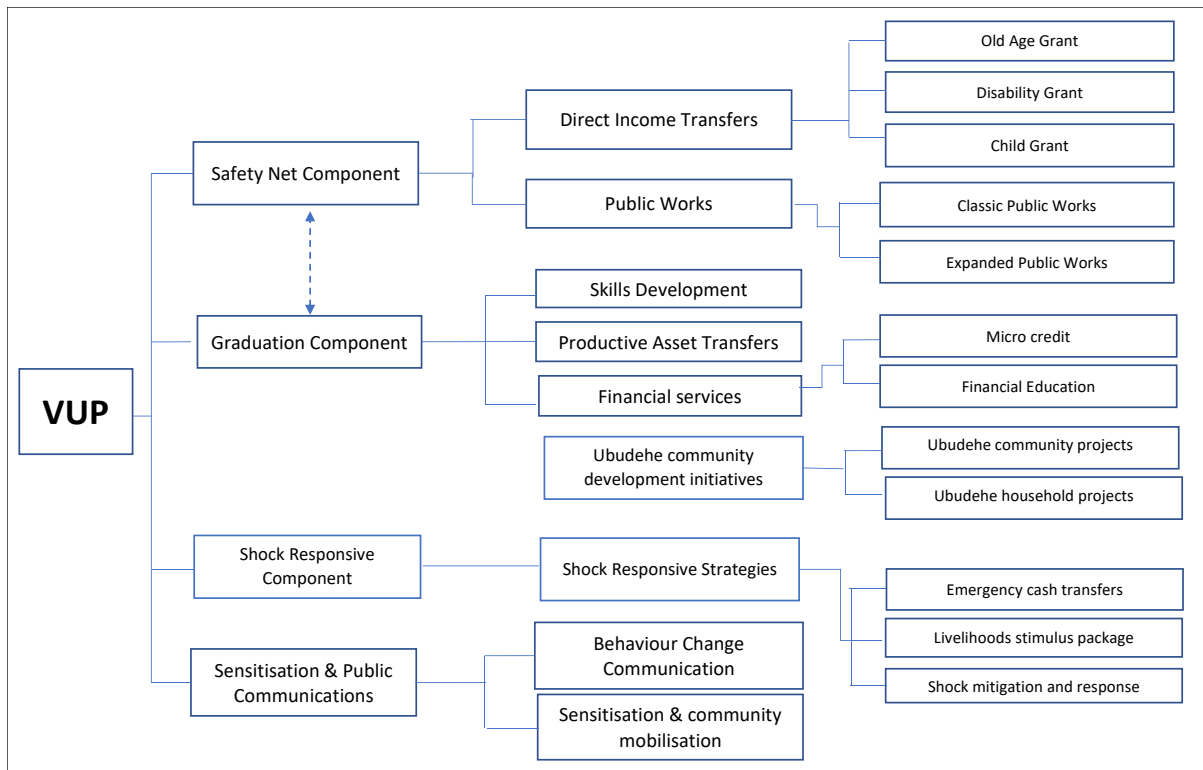 VUP
Safety Net Component
Direct Income Transfers
Old Age Grant
Disability Grant
Child Grant
Public Works
Classic Public Works
Expanded Public Works
Graduation Component
Skills Development
Productive Asset Transfers
Financial services
Micro credit
Financial Education
Ubudehe community
development initiatives
Ubudehe community projects
Ubudehe household projects
Shock Responsive
Component
Shock Responsive Strategies
Emergency cash transfers
Livelihoods stimulus package
Shock mitigation and response
Sensitisation & Public
Communications
Behaviour Change
Communication
Sensitisation & community
mobilisation